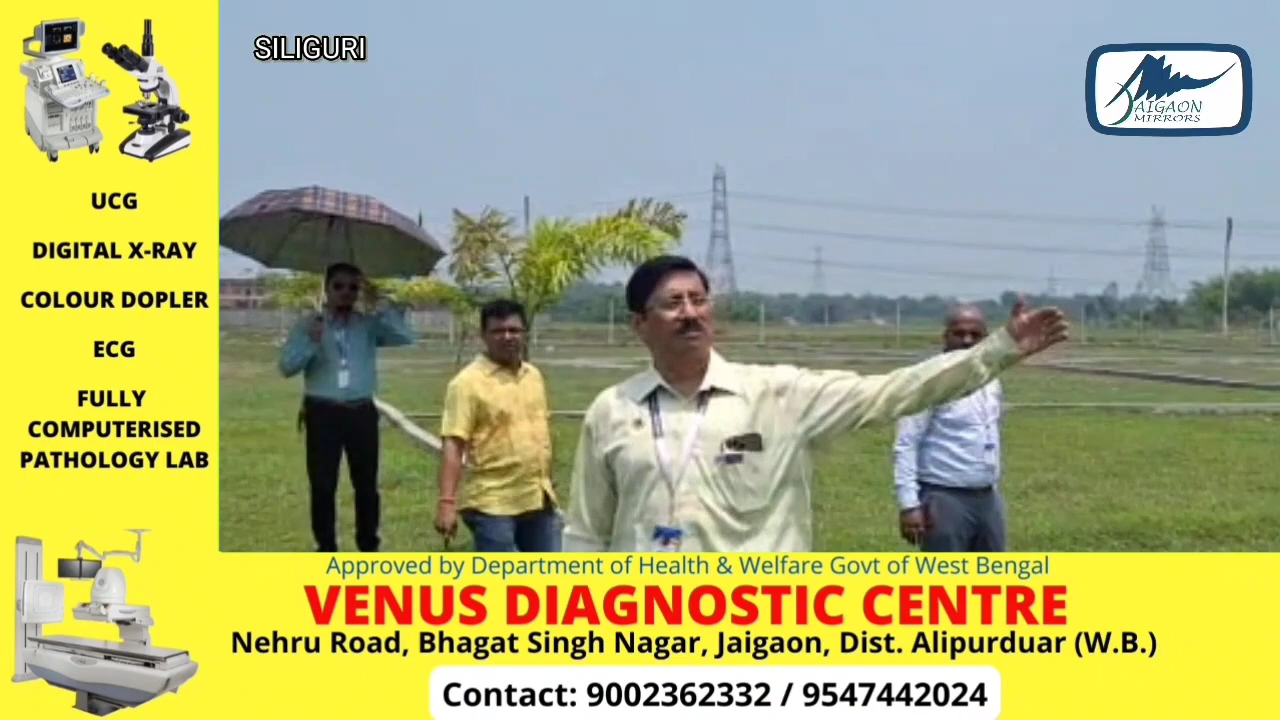 SILIGURI
JAIGAON
MIRRORS
UCG
DIGITAL X-RAY
COLOUR DOPLER
ECG
FULLY
COMPUTERISED
PATHOLOGY LAB
Approved by Department of Health & Welfare Govt of West Bengal
VENUS DIAGNOSTIC CENTRE
Nehru Road, Bhagat Singh Nagar, Jaigaon, Dist. Alipurduar (W.B.)
Contact: 9002362332 / 9547442024